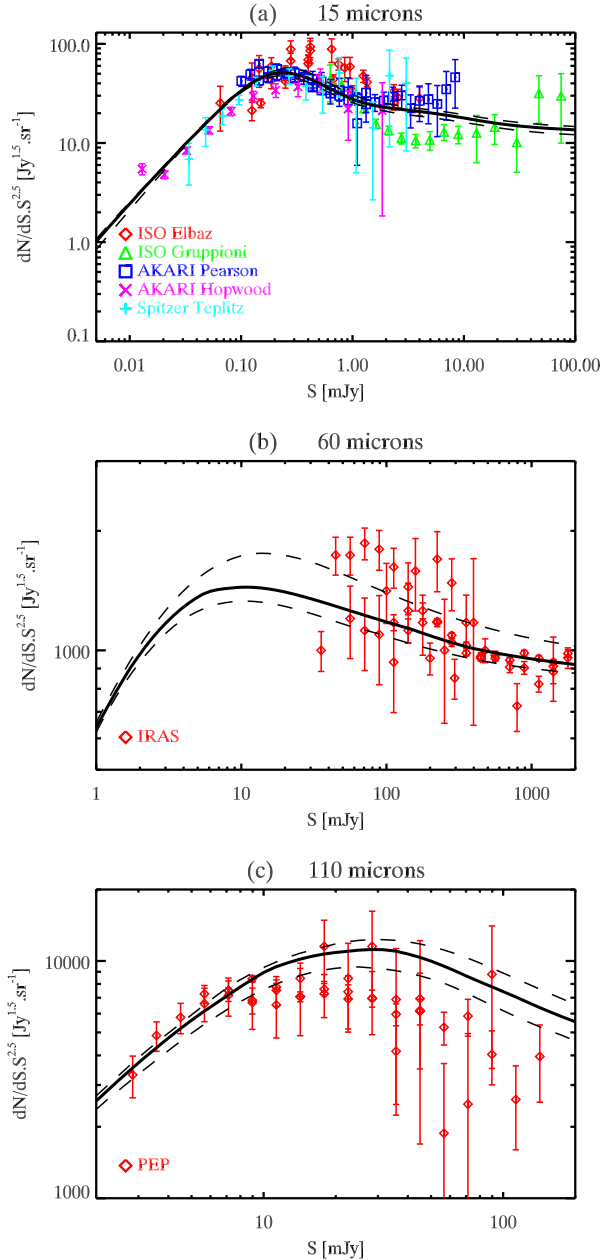 (a) 15 microns
dN/dS.S^2.5 [Jy^1.5.sr^-1]
100.0
10.0
1.0
0.1
ISO Elbaz
ISO Gruppioni
AKARI Pearson
AKARI Hopwood
Spitzer Teplitz
0.01 0.10 1.00 10.00 100.00
S [mJy]
(b) 60 microns
dN/dS.S^2.5 [Jy^1.5.sr^-1]
1000
IRAS
1 10 100 1000
S [mJy]
(c) 110 microns
dN/dS.S^2.5 [Jy^1.5.sr^-1]
10000
1000
PEP
10 100
S [mJy]